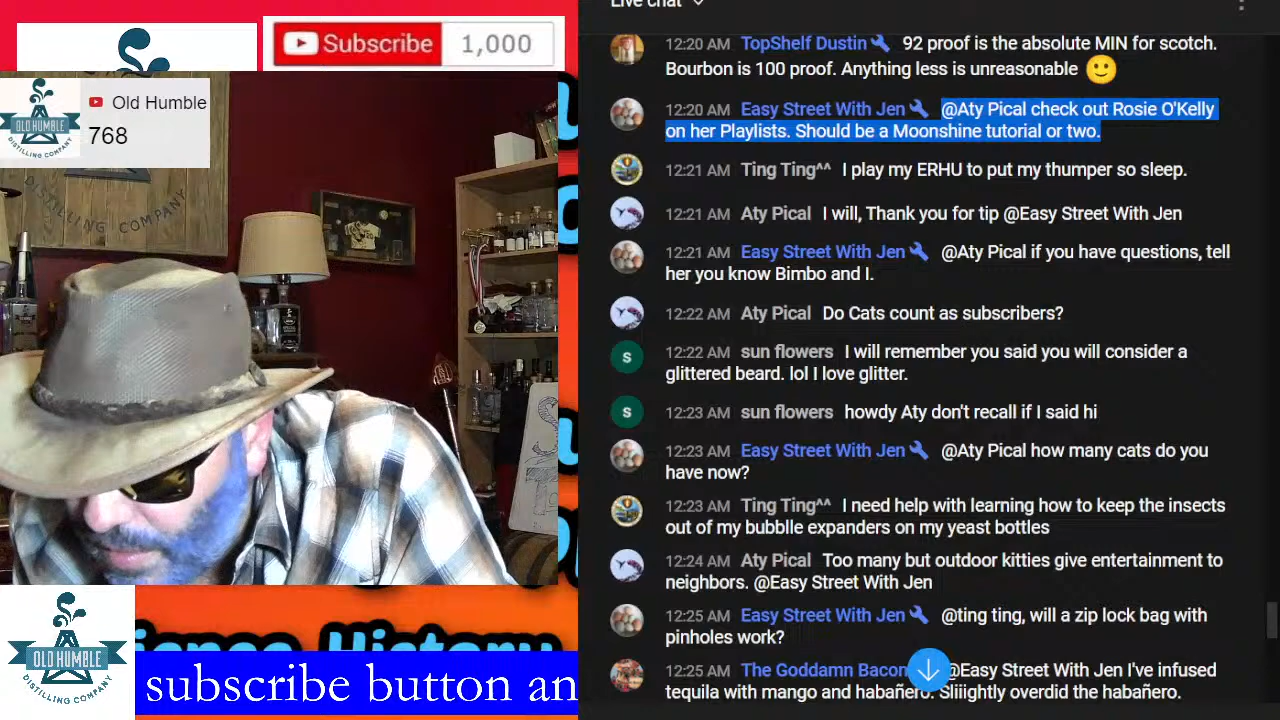 Subscribe 1,000
Old Humble
768
OLD HUMBLE
DISTILLING COMPANY
DISTILLING COMPANY
OLD HUMBLE
DISTILLING COMPANY
subscribe button an
Live chat
12:20 AM TopShelf Dustin 92 proof is the absolute MIN for scotch.
Bourbon is 100 proof. Anything less is unreasonable
12:20 AM Easy Street With Jen @Aty Pical check out Rosie O'Kelly
on her Playlists. Should be a Moonshine tutorial or two.
12:21 AM Ting Ting^^ I play my ERHU to put my thumper so sleep.
12:21 AM Aty Pical I will, Thank you for tip @Easy Street With Jen
12:21 AM Easy Street With Jen @Aty Pical if you have questions, tell
her you know Bimbo and I.
12:22 AM Aty Pical Do Cats count as subscribers?
S 12:22 AM sun flowers I will remember you said you will consider a
glittered beard. lol I love glitter.
S 12:23 AM sun flowers howdy Aty don't recall if I said hi
12:23 AM Easy Street With Jen @Aty Pical how many cats do you
have now?
12:23 AM Ting Ting^^ I need help with learning how to keep the insects
out of my bubblle expanders on my yeast bottles
12:24 AM Aty Pical Too many but outdoor kitties give entertainment to
neighbors. @Easy Street With Jen
12:25 AM Easy Street With Jen @ting ting, will a zip lock bag with
pinholes work?
12:25 AM The Goddamn Bacon @Easy Street With Jen I've infused
tequila with mango and habañero. Sliiightly overdid the habañero.